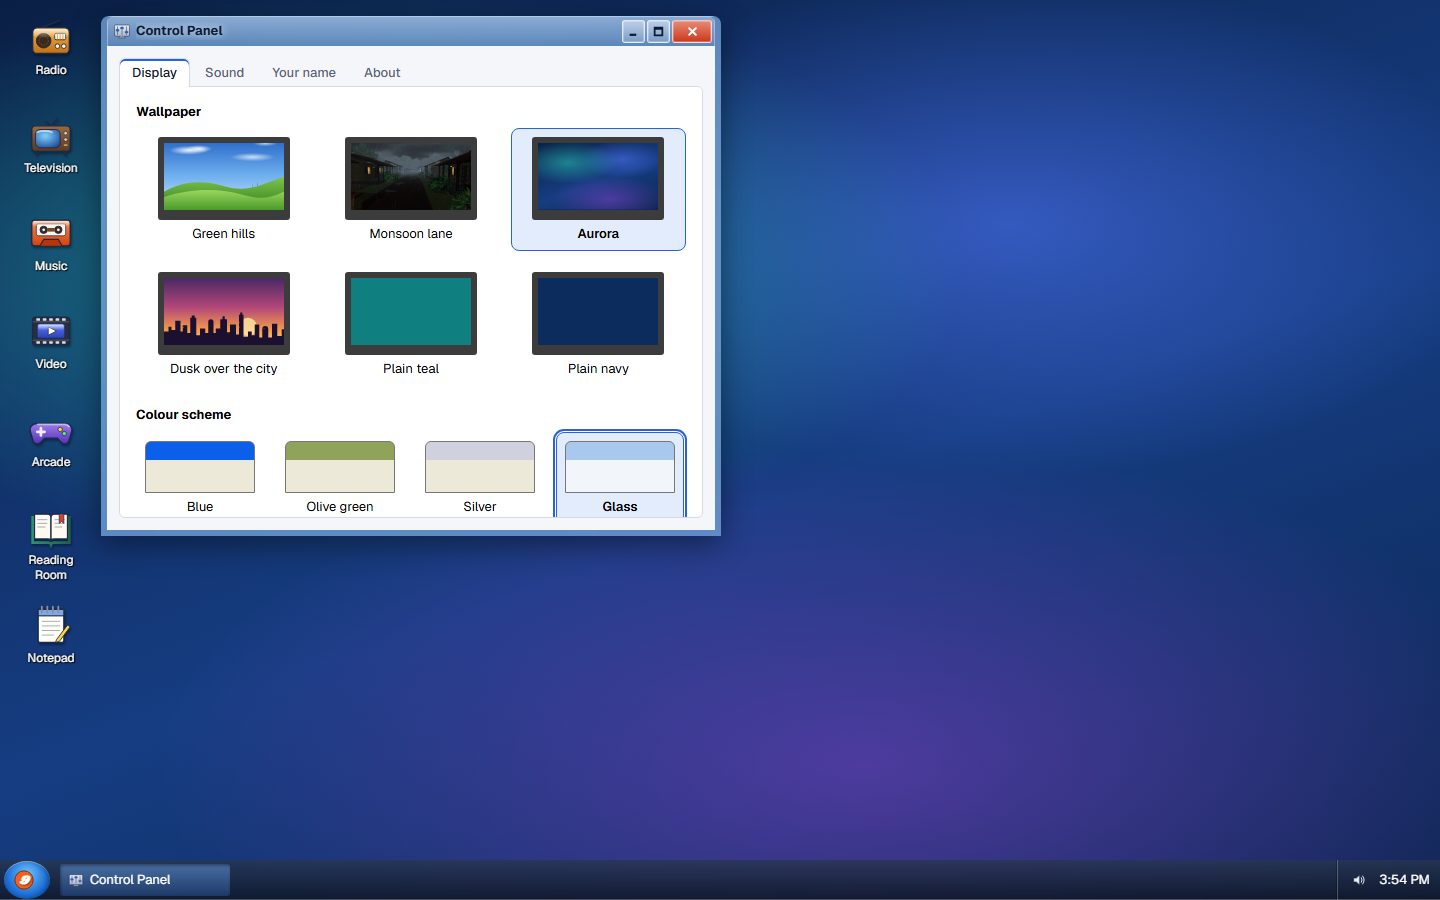 Radio
Television
Music
Video
Arcade
Reading
Room
Notepad
Control Panel
Display
Sound
Your name
About
Wallpaper
Green hills
Monsoon lane
Aurora
Dusk over the city
Plain teal
Plain navy
Colour scheme
Blue
Olive green
Silver
Glass
Control Panel
3:54 PM